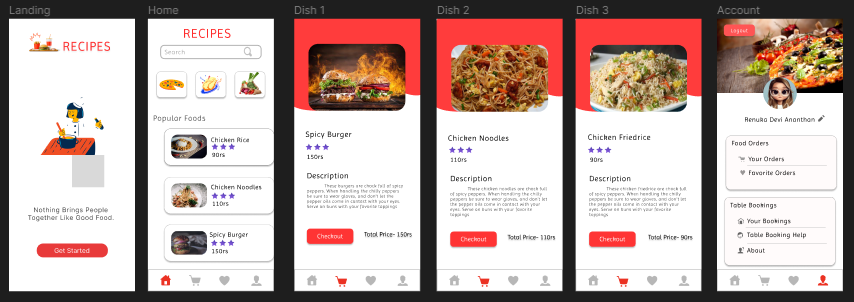 Landing
RECIPES
Nothing Brings People
Together Like Good Food.
Get Started
Home
RECIPES
Search
Popular Foods
Chicken Rice
90rs
Chicken Noodles
110rs
Spicy Burger
150rs
Dish 1
Spicy Burger
150rs
Description
These burgers are chock full of spicy
peppers. When handling the chilly
peppers be sure to wear gloves, and don't let
the pepper oils come in contact with your
eyes. Serve on buns with your favorite
toppings
Checkout
Total Price- 150rs
Dish 2
Chicken Noodles
110rs
Description
These chicken noodles are chock full
of spicy peppers. When handling the chilly
peppers be sure to wear gloves, and don't let
the pepper oils come in contact with your
eyes. Serve on buns with your favorite
toppings
Checkout
Total Price- 110rs
Dish 3
Chicken Friedrice
90rs
Description
These chicken friedrice are chock full
of spicy peppers. When handling the chilly
peppers be sure to wear gloves, and don't let
the pepper oils come in contact with your
eyes. Serve on buns with your favorite
toppings
Checkout
Total Price- 90rs
Account
Logout
Renuka Devi Ananthan
Food Orders
Your Orders
Favorite Orders
Table Bookings
Your Bookings
Table Booking Help
About